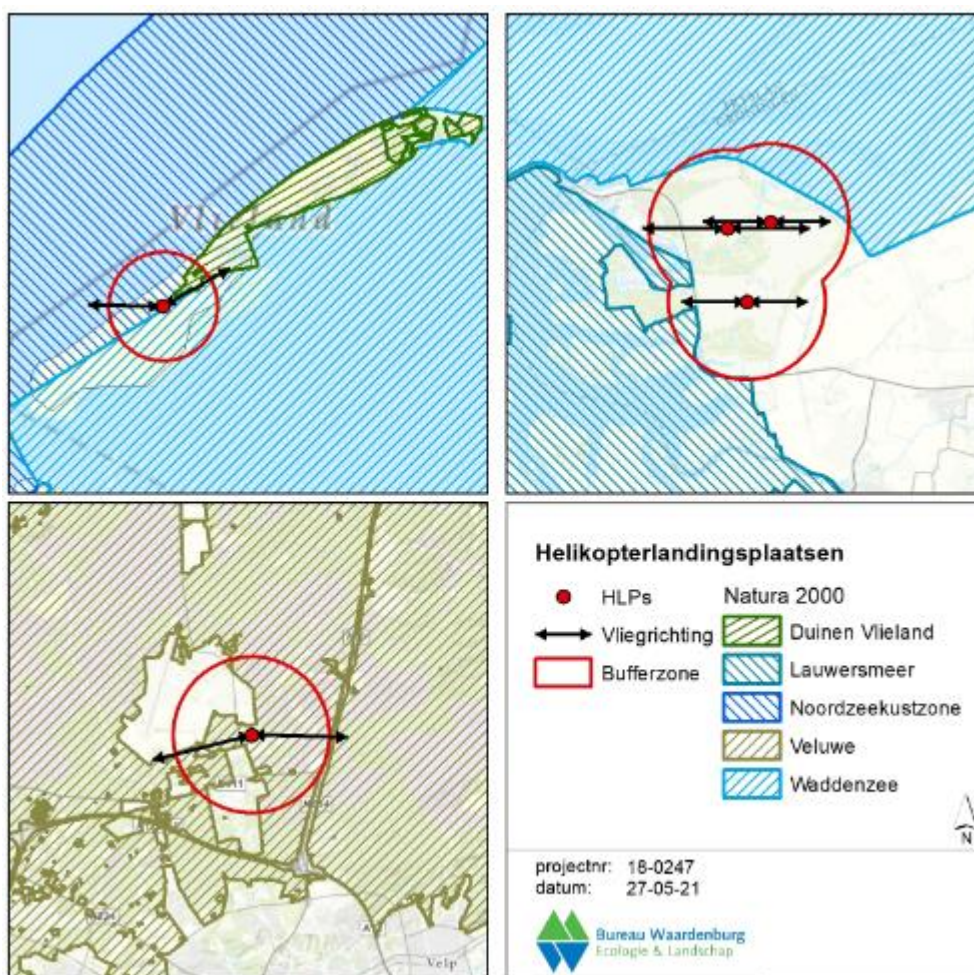 Vlieland
Helikopterlandingsplaatsen
HLPs
Vliegrichting
Bufferzone
Natura 2000
Duinen Vlieland
Lauwersmeer
Noordzeekustzone
Veluwe
Waddenzee
N
projectnr: 18-0247
datum: 27-05-21
Bureau Waardenburg
Ecologie & Landschap
Velp